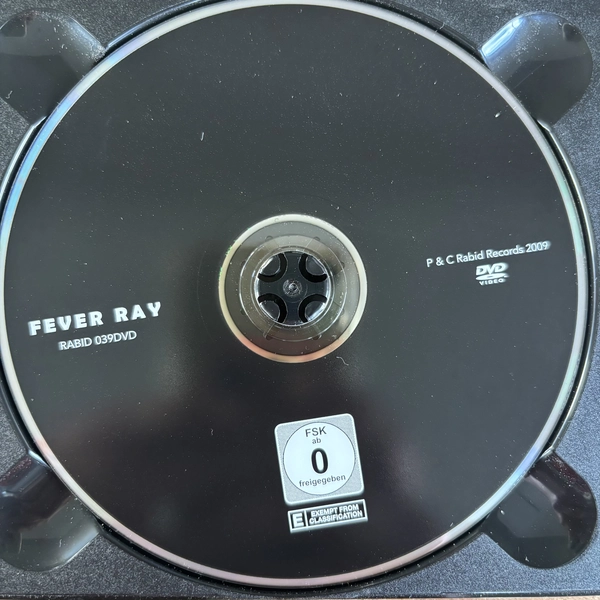 FEVER RAY
RABID 039DVD
P & C Rabid Records 2009
DVD
VIDEO
FSK
ab
0
freigegeben
E EXEMPT FROM
CLASSIFICATION